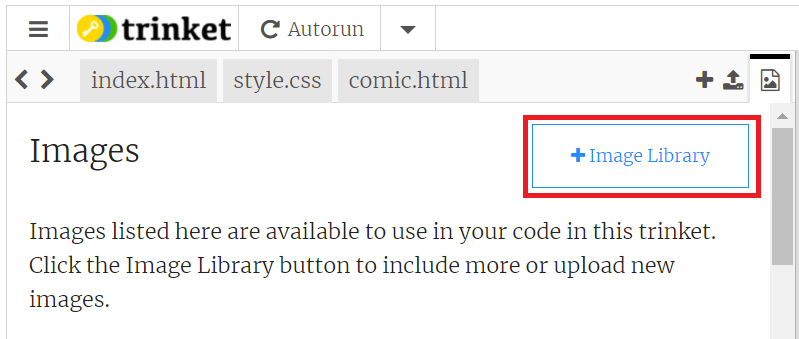 trinket Autorun
index.html style.css comic.html
Images
Image Library
Images listed here are available to use in your code in this trinket.
Click the Image Library button to include more or upload new
images.